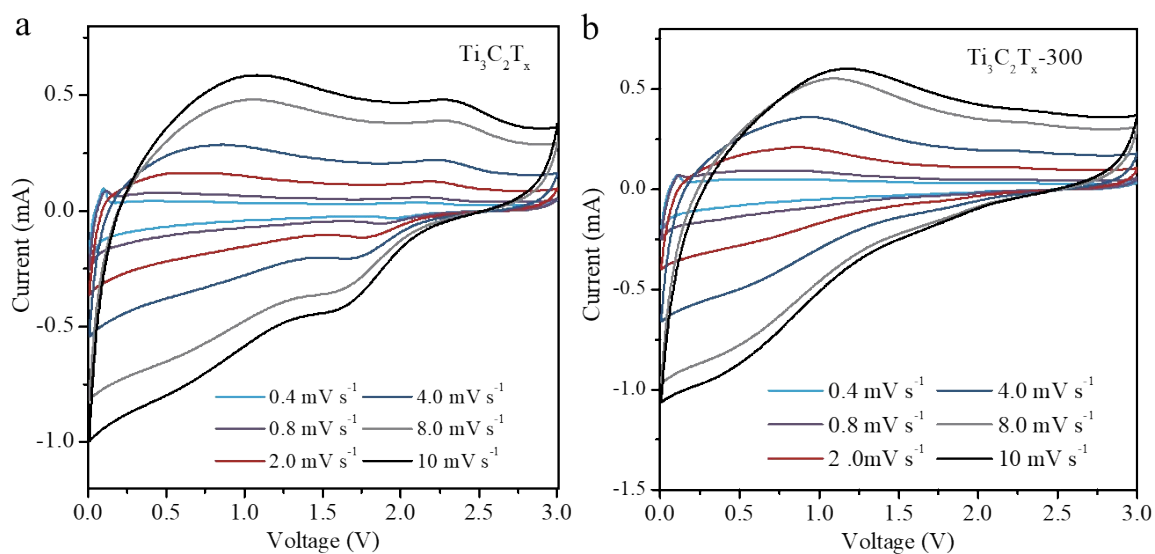 a
Ti₃C₂Tₓ
0.5
0.0
-0.5
-1.0
Current (mA)
0.4 mV s⁻¹
4.0 mV s⁻¹
0.8 mV s⁻¹
8.0 mV s⁻¹
2.0 mV s⁻¹
10 mV s⁻¹
0.0 0.5 1.0 1.5 2.0 2.5 3.0
Voltage (V)
b
Ti₃C₂Tₓ-300
0.5
0.0
-0.5
-1.0
-1.5
Current (mA)
0.4 mV s⁻¹
4.0 mV s⁻¹
0.8 mV s⁻¹
8.0 mV s⁻¹
2 .0mV s⁻¹
10 mV s⁻¹
0.0 0.5 1.0 1.5 2.0 2.5 3.0
Voltage (V)